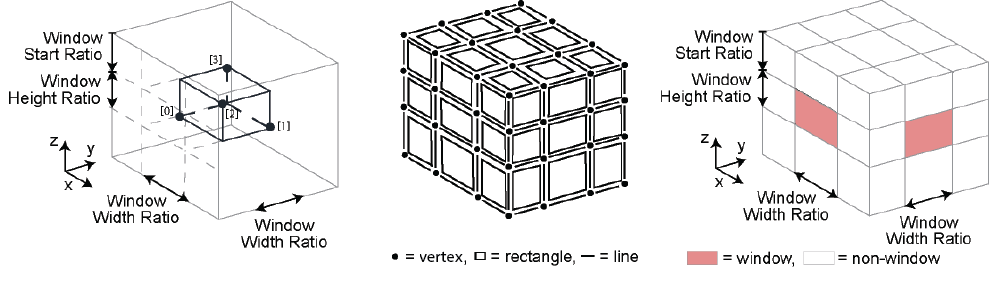 Window
Start Ratio
Window
Height Ratio
[3]
[0]
[2]
[1]
z
y
x
Window
Width Ratio
Window
Width Ratio
= vertex, = rectangle, = line
Window
Start Ratio
Window
Height Ratio
z
y
x
Window
Width Ratio
Window
Width Ratio
= window, = non-window